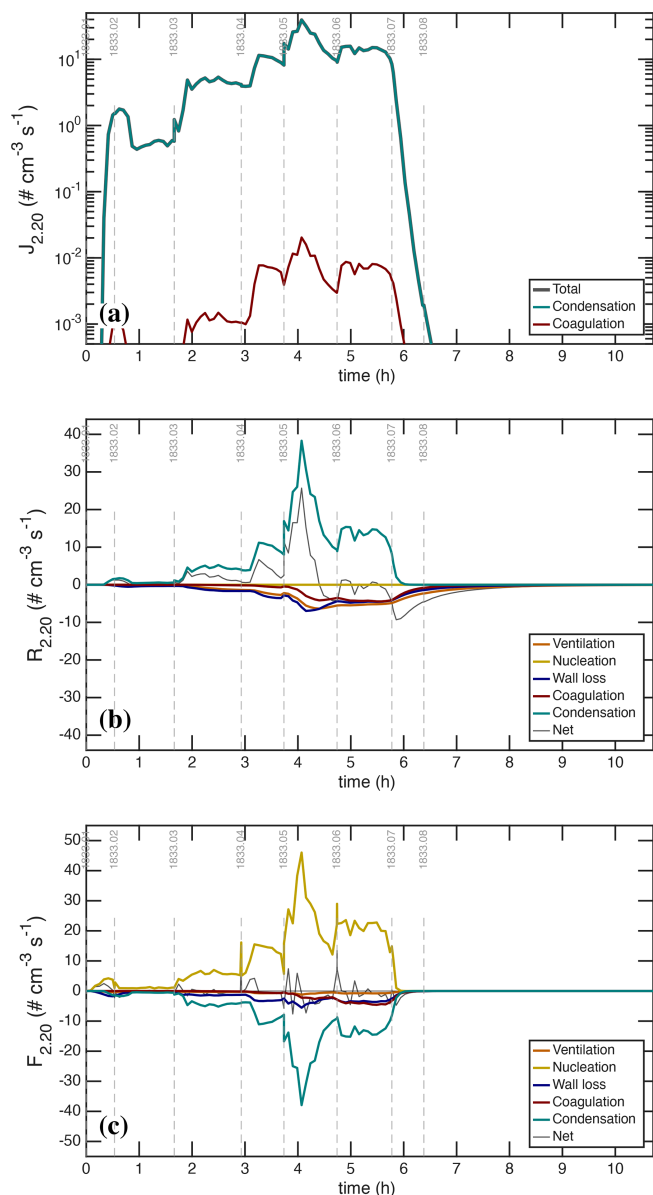 1833.02
1833.03
1833.04
1833.05
1833.06
1833.07
1833.08
10^1
10^0
10^-1
10^-2
10^-3
J2.20 (# cm-3 s-1)
(a)
Total
Condensation
Coagulation
0 1 2 3 4 5 6 7 8 9 10
time (h)
1833.02
1833.03
1833.04
1833.05
1833.06
1833.07
1833.08
40
30
20
10
0
-10
-20
-30
-40
R2.20 (# cm-3 s-1)
(b)
Ventilation
Nucleation
Wall loss
Coagulation
Condensation
Net
0 1 2 3 4 5 6 7 8 9 10
time (h)
1833.02
1833.03
1833.04
1833.05
1833.06
1833.07
1833.08
50
40
30
20
10
0
-10
-20
-30
-40
-50
F2.20 (# cm-3 s-1)
(c)
Ventilation
Nucleation
Wall loss
Coagulation
Condensation
Net
0 1 2 3 4 5 6 7 8 9 10
time (h)